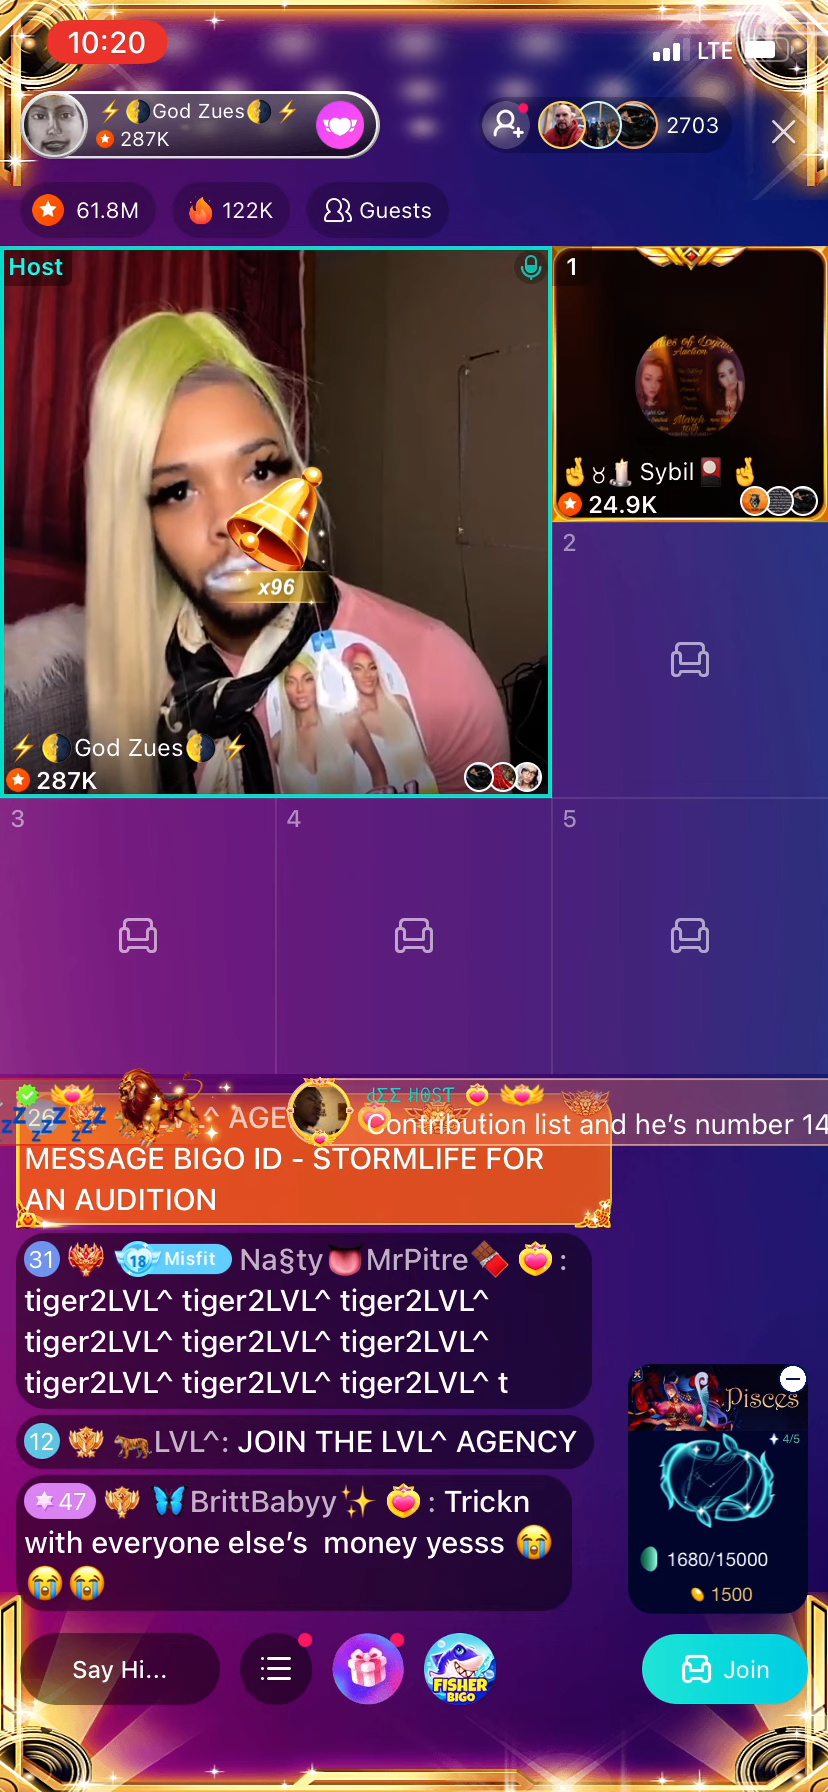 10:20
LTE
⚡🌗God Zues🌗⚡
287K
2703
61.8M
122K
Guests
Host
1
Auction
March
🤞♉🕯️ Sybil🎴 🤞
24.9K
x96
⚡🌗God Zues🌗⚡
287K
2
3
4
5
Contribution list and he's number 14
26
MESSAGE BIGO ID - STORMLIFE FOR
AN AUDITION
31 18 Misfit Na§ty👅MrPitre🍫 :
tiger2LVL^ tiger2LVL^ tiger2LVL^
tiger2LVL^ tiger2LVL^ tiger2LVL^
tiger2LVL^ tiger2LVL^ tiger2LVL^ t
12 🐅LVL^: JOIN THE LVL^ AGENCY
47 🦋BrittBabyy✨ : Trickn
with everyone else's  money yesss 😭
😭😭
Pisces
4/5
1680/15000
1500
Say Hi...
FISHER
BIGO
Join